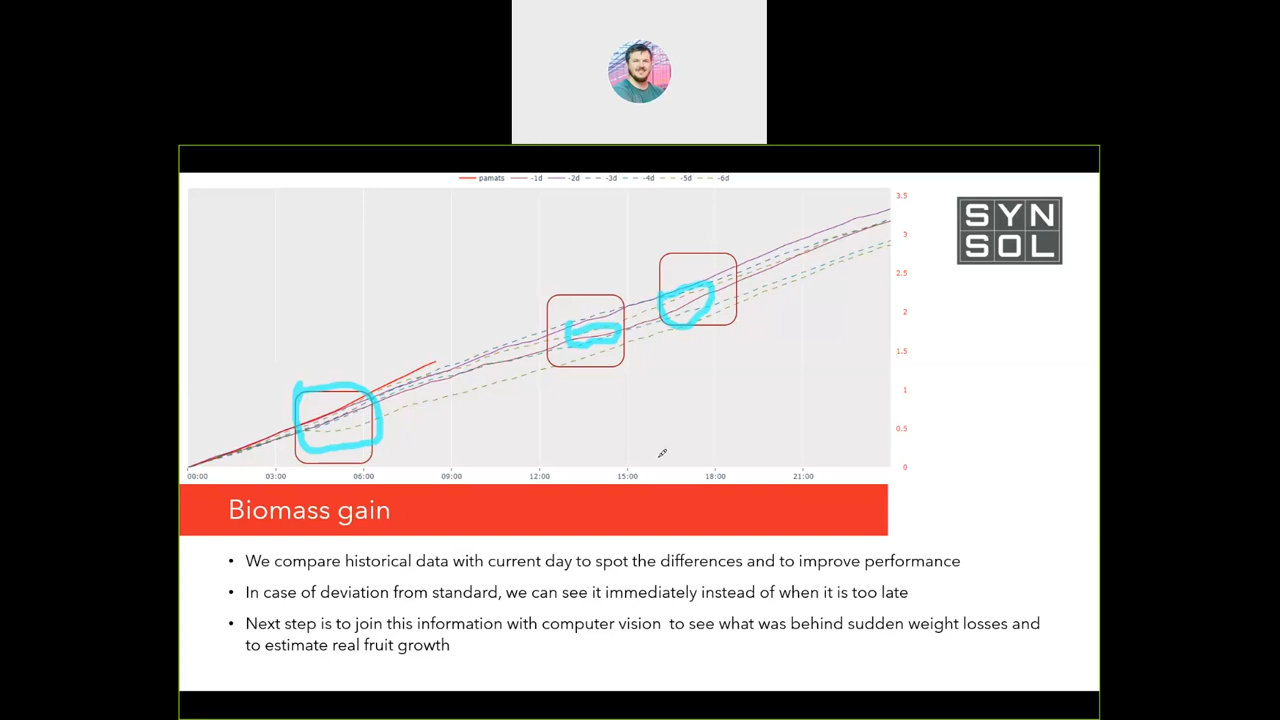 pamats -1d -2d -3d -4d -5d -6d
3.5
3
2.5
2
1.5
1
0.5
0
00:00 03:00 06:00 09:00 12:00 15:00 18:00 21:00
SYN
SOL
Biomass gain
• We compare historical data with current day to spot the differences and to improve performance
• In case of deviation from standard, we can see it immediately instead of when it is too late
• Next step is to join this information with computer vision to see what was behind sudden weight losses and
to estimate real fruit growth